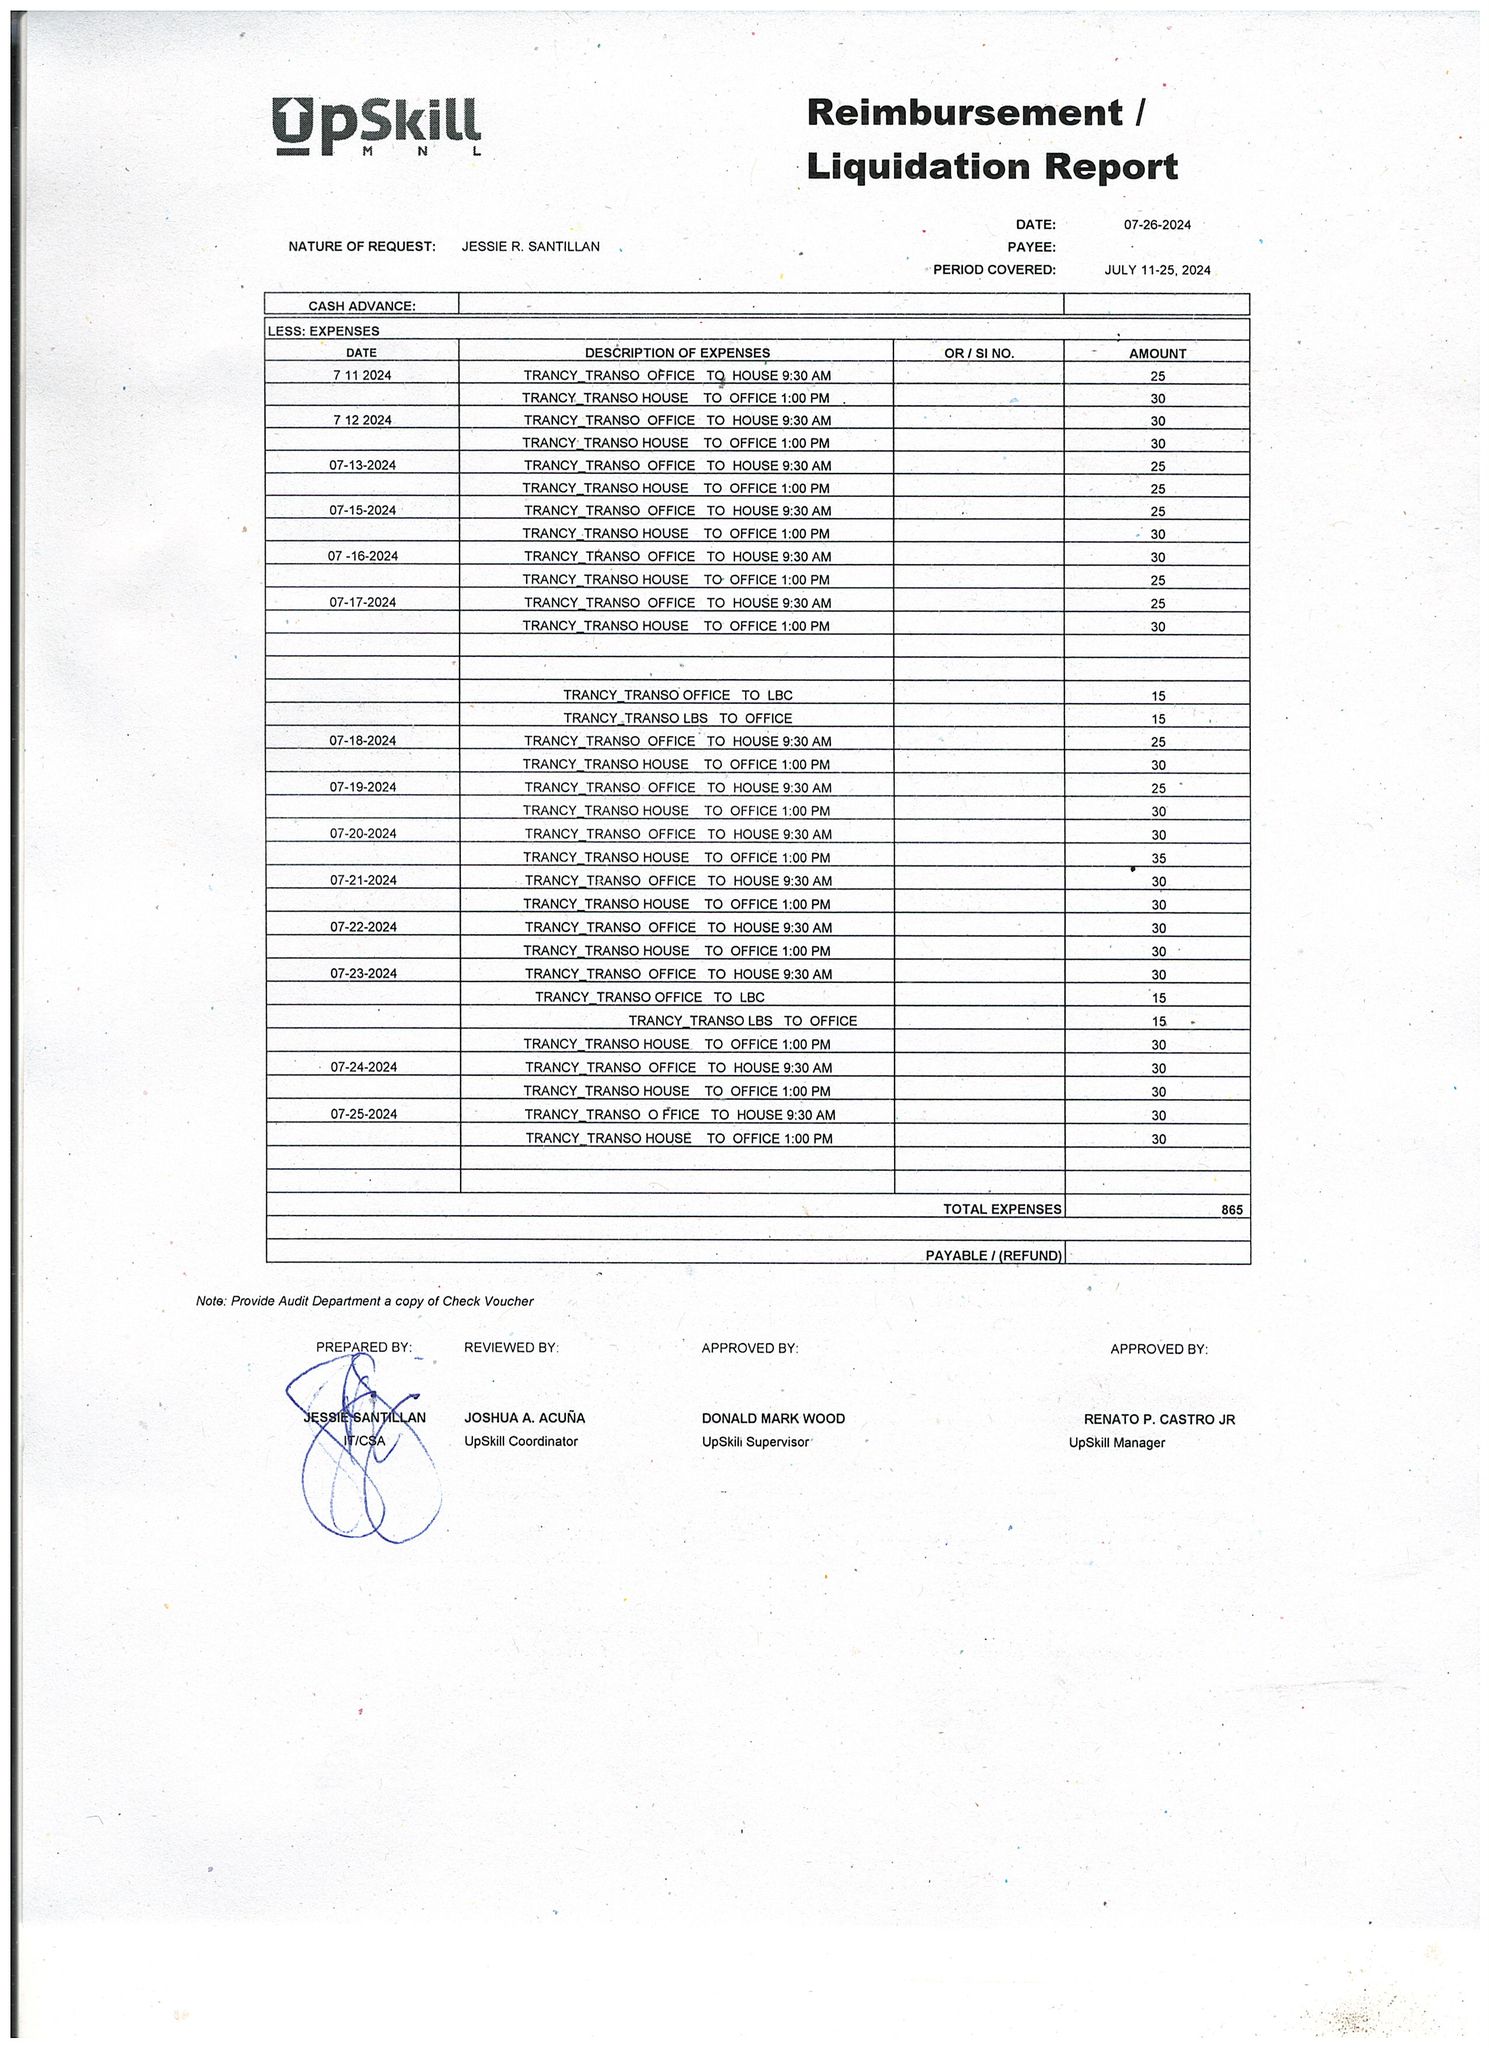 UpSkill
M N L
Reimbursement /
Liquidation Report
DATE: 07-26-2024
NATURE OF REQUEST: JESSIE R. SANTILLAN PAYEE:
PERIOD COVERED: JULY 11-25, 2024
CASH ADVANCE:
LESS: EXPENSES
DATE DESCRIPTION OF EXPENSES OR / SI NO. AMOUNT
7 11 2024 TRANCY_TRANSO OFFICE TO HOUSE 9:30 AM 25
TRANCY_TRANSO HOUSE TO OFFICE 1:00 PM 30
7 12 2024 TRANCY_TRANSO OFFICE TO HOUSE 9:30 AM 30
TRANCY_TRANSO HOUSE TO OFFICE 1:00 PM 30
07-13-2024 TRANCY_TRANSO OFFICE TO HOUSE 9:30 AM 25
TRANCY_TRANSO HOUSE TO OFFICE 1:00 PM 25
07-15-2024 TRANCY_TRANSO OFFICE TO HOUSE 9:30 AM 25
TRANCY_TRANSO HOUSE TO OFFICE 1:00 PM 30
07 -16-2024 TRANCY_TRANSO OFFICE TO HOUSE 9:30 AM 30
TRANCY_TRANSO HOUSE TO OFFICE 1:00 PM 25
07-17-2024 TRANCY_TRANSO OFFICE TO HOUSE 9:30 AM 25
TRANCY_TRANSO HOUSE TO OFFICE 1:00 PM 30
TRANCY_TRANSO OFFICE TO LBC 15
TRANCY_TRANSO LBS TO OFFICE 15
07-18-2024 TRANCY_TRANSO OFFICE TO HOUSE 9:30 AM 25
TRANCY_TRANSO HOUSE TO OFFICE 1:00 PM 30
07-19-2024 TRANCY_TRANSO OFFICE TO HOUSE 9:30 AM 25
TRANCY_TRANSO HOUSE TO OFFICE 1:00 PM 30
07-20-2024 TRANCY_TRANSO OFFICE TO HOUSE 9:30 AM 30
TRANCY_TRANSO HOUSE TO OFFICE 1:00 PM 35
07-21-2024 TRANCY_TRANSO OFFICE TO HOUSE 9:30 AM 30
TRANCY_TRANSO HOUSE TO OFFICE 1:00 PM 30
07-22-2024 TRANCY_TRANSO OFFICE TO HOUSE 9:30 AM 30
TRANCY_TRANSO HOUSE TO OFFICE 1:00 PM 30
07-23-2024 TRANCY_TRANSO OFFICE TO HOUSE 9:30 AM 30
TRANCY_TRANSO OFFICE TO LBC 15
TRANCY_TRANSO LBS TO OFFICE 15
TRANCY_TRANSO HOUSE TO OFFICE 1:00 PM 30
07-24-2024 TRANCY_TRANSO OFFICE TO HOUSE 9:30 AM 30
TRANCY_TRANSO HOUSE TO OFFICE 1:00 PM 30
07-25-2024 TRANCY_TRANSO O FFICE TO HOUSE 9:30 AM 30
TRANCY_TRANSO HOUSE TO OFFICE 1:00 PM 30
TOTAL EXPENSES 865
PAYABLE / (REFUND)
Note: Provide Audit Department a copy of Check Voucher
PREPARED BY: REVIEWED BY: APPROVED BY: APPROVED BY:
JESSIE SANTILLAN JOSHUA A. ACUÑA DONALD MARK WOOD RENATO P. CASTRO JR
IT/CSA UpSkill Coordinator UpSkill Supervisor UpSkill Manager